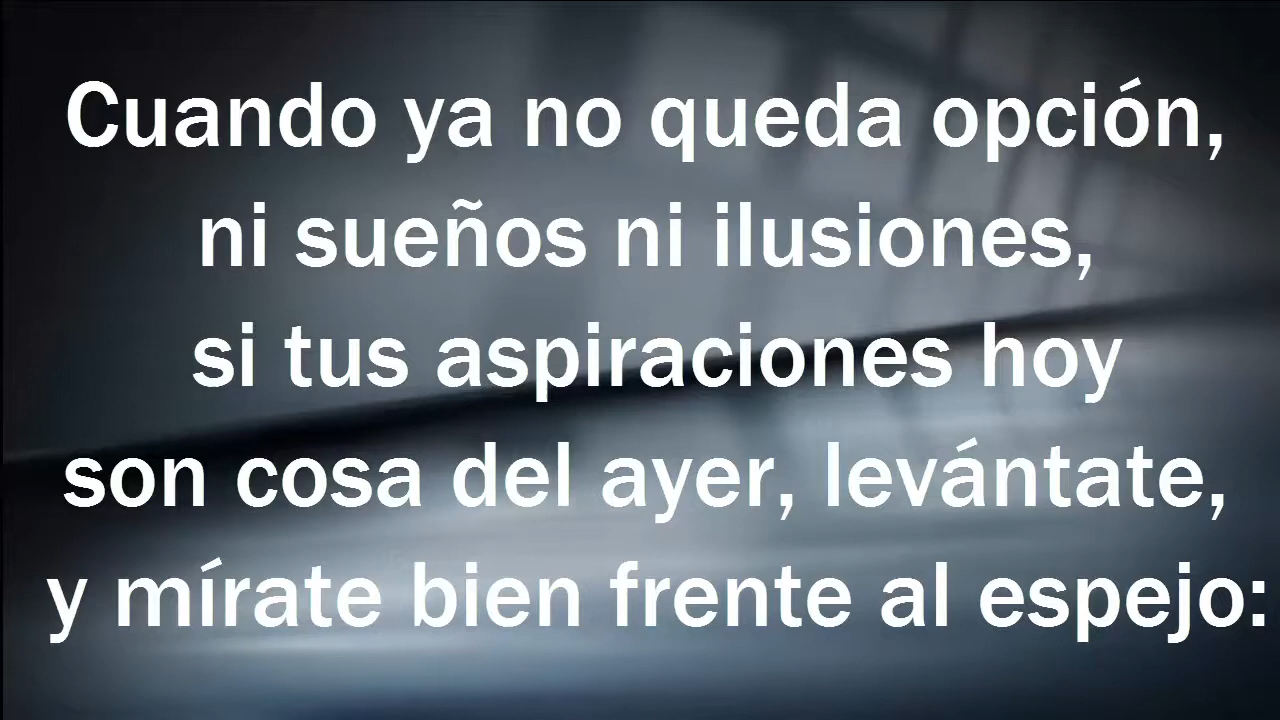 Cuando ya no queda opción,
ni sueños ni ilusiones,
si tus aspiraciones hoy
son cosa del ayer, levántate,
y mírate bien frente al espejo: